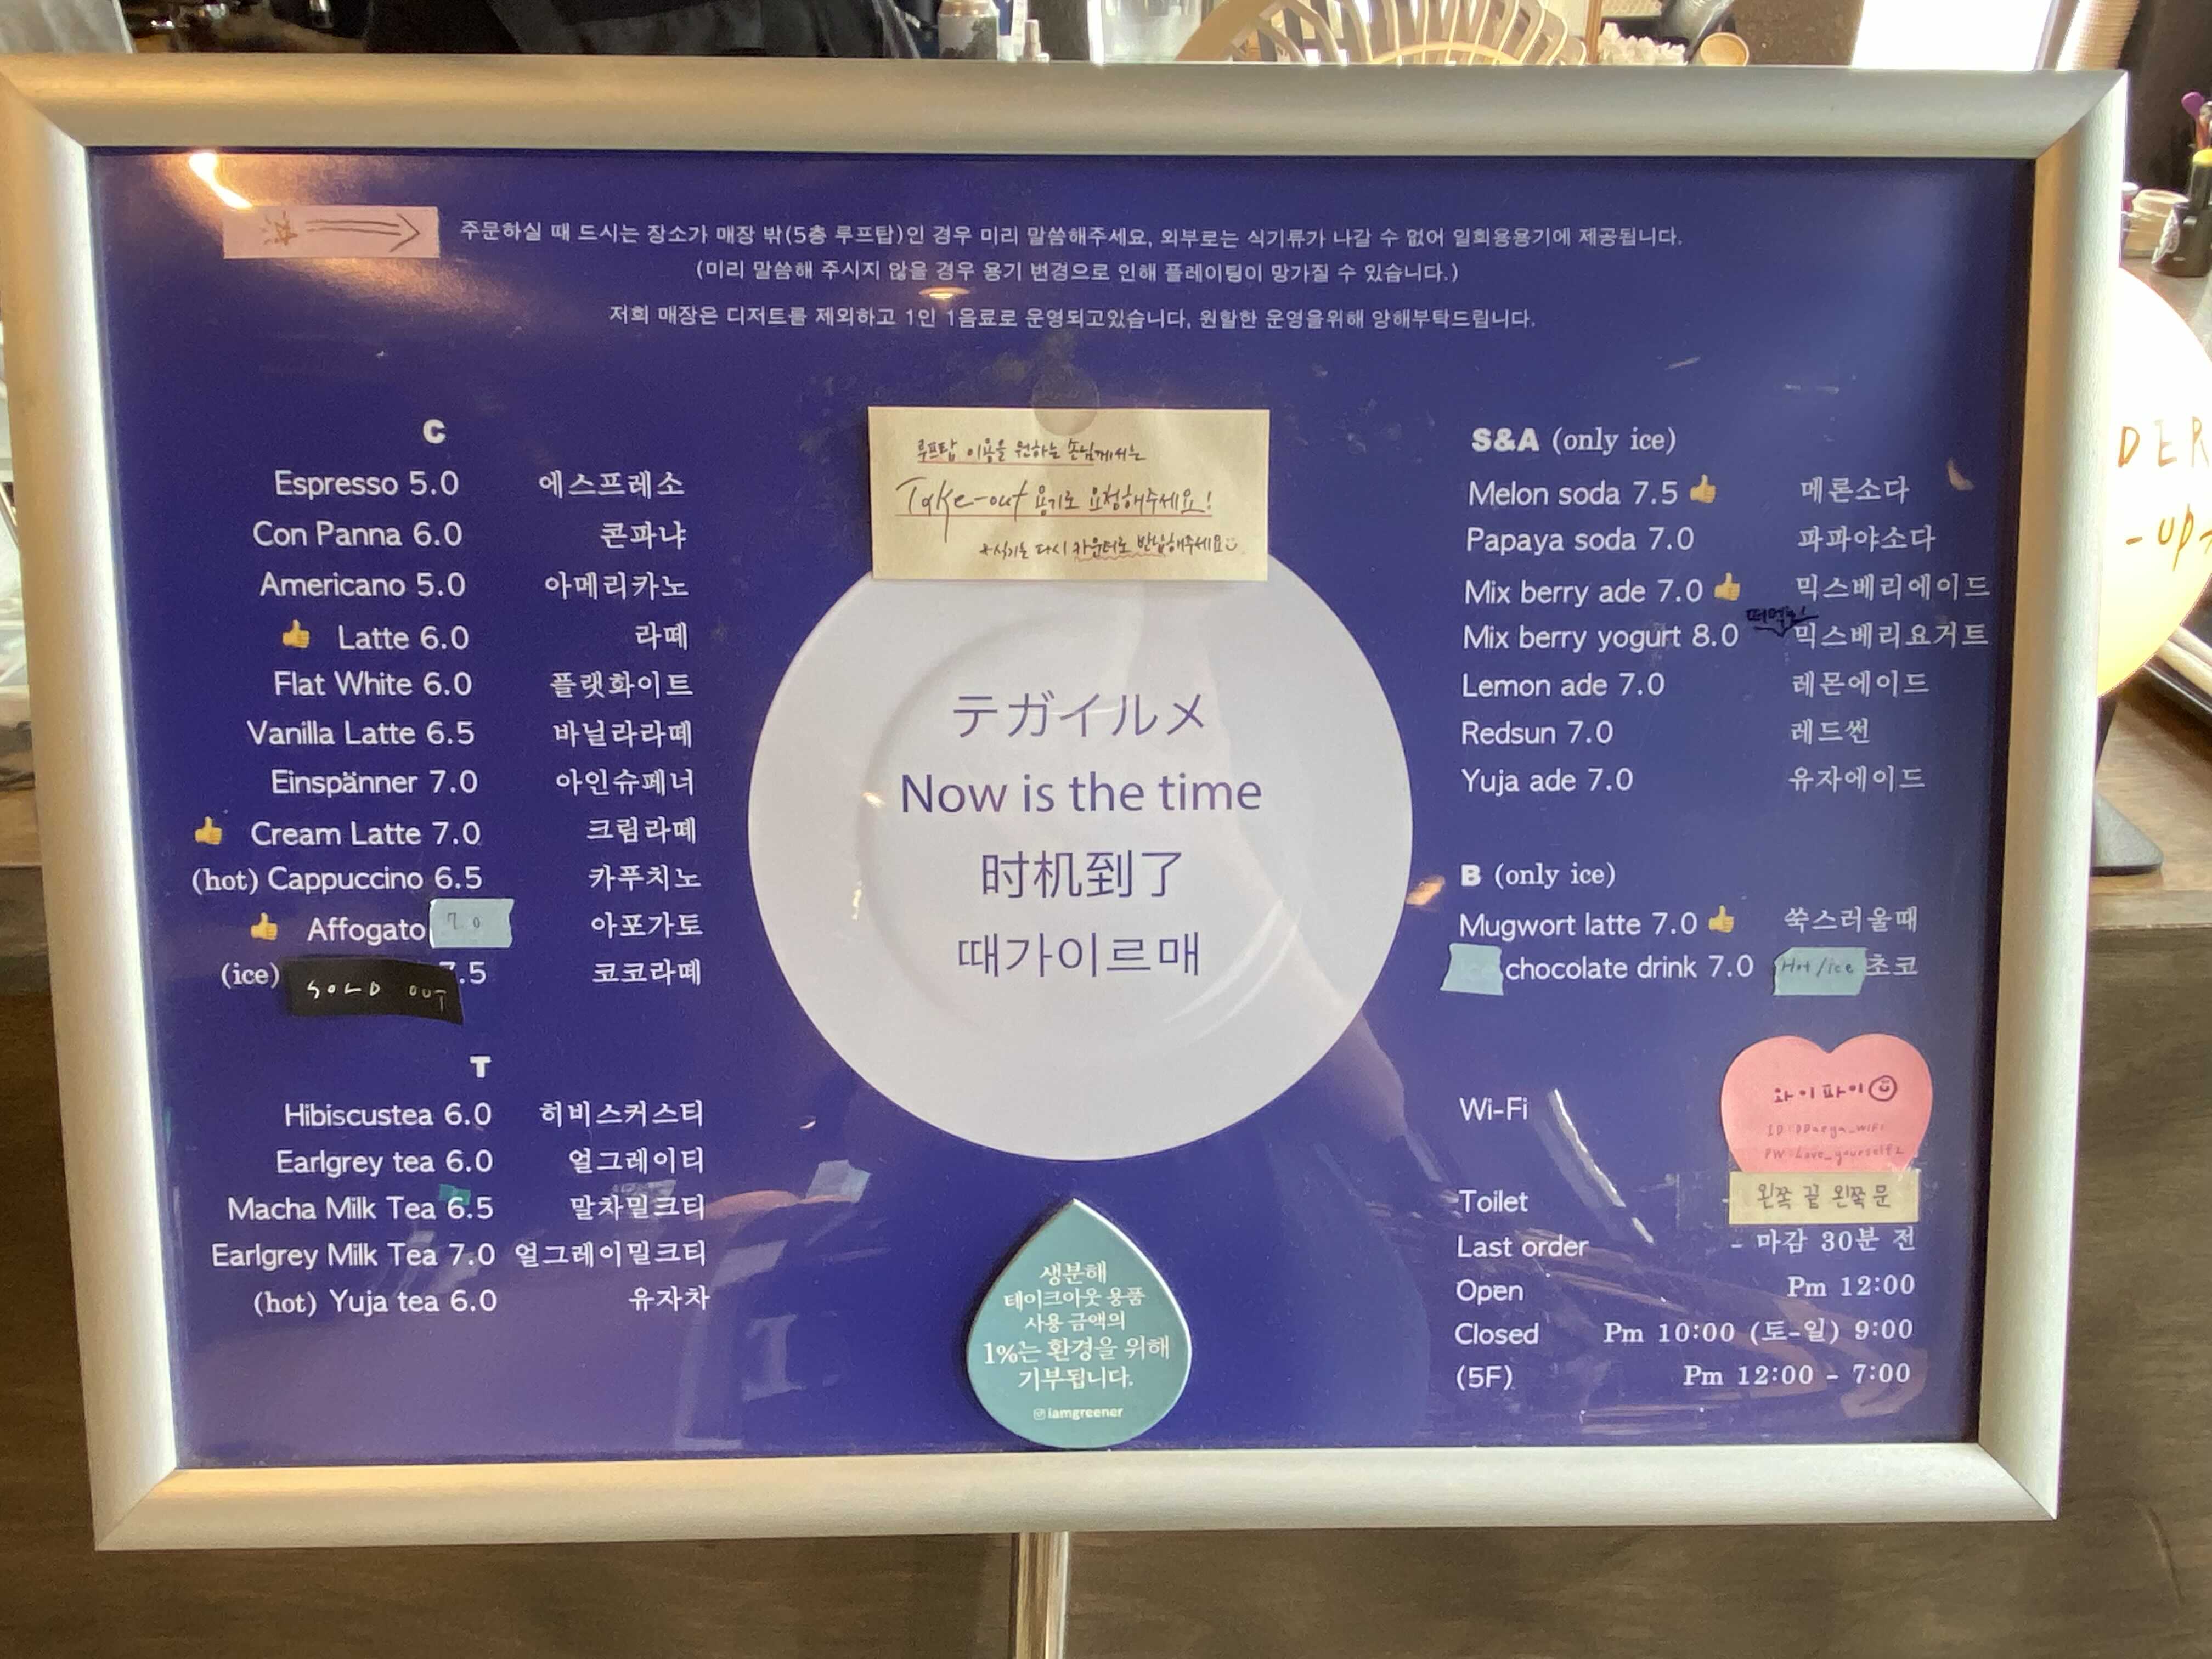 주문하실 때 드시는 장소가 매장 밖(5층 루프탑)인 경우 미리 말씀해주세요, 외부로는 식기류가 나갈 수 없어 일회용용기에 제공됩니다.
(미리 말씀해 주시지 않을 경우 용기 변경으로 인해 플레이팅이 망가질 수 있습니다.)
저희 매장은 디저트를 제외하고 1인 1음료로 운영되고있습니다, 원할한 운영을위해 양해부탁드립니다.
C
Espresso 5.0 에스프레소
Con Panna 6.0 콘파냐
Americano 5.0 아메리카노
👍 Latte 6.0 라떼
Flat White 6.0 플랫화이트
Vanilla Latte 6.5 바닐라라떼
Einspänner 7.0 아인슈페너
👍 Cream Latte 7.0 크림라떼
(hot) Cappuccino 6.5 카푸치노
👍 Affogato 7.0 아포가토
(ice) SOLD OUT 7.5 코코라떼
T
Hibiscustea 6.0 허비스커스티
Earlgrey tea 6.0 얼그레이티
Macha Milk Tea 6.5 말차밀크티
Earlgrey Milk Tea 7.0 얼그레이밀크티
(hot) Yuja tea 6.0 유자차
루프탑 이용을 원하는 손님께서는
Take-out 용기로 요청해주세요!
*식기는 다시 카운터로 반납해주세요
テガイルメ
Now is the time
时机到了
때가이르매
생분해
테이크아웃 용품
사용 금액의
1%는 환경을 위해
기부됩니다.
iamgreener
S&A (only ice)
Melon soda 7.5 👍 메론소다
Papaya soda 7.0 파파야소다
Mix berry ade 7.0 👍 믹스베리에이드
Mix berry yogurt 8.0 믹스베리요거트
Lemon ade 7.0 레몬에이드
Redsun 7.0 레드썬
Yuja ade 7.0 유자에이드
B (only ice)
Mugwort latte 7.0 👍 쑥스러울때
chocolate drink 7.0 Hot/ice 초코
Wi-Fi
와이파이
ID:DDaeya_WIFI
PW:Love_yourself2
Toilet - 왼쪽 끝 왼쪽문
Last order - 마감 30분 전
Open Pm 12:00
Closed Pm 10:00 (토-일) 9:00
(5F) Pm 12:00 - 7:00
DER
-up-